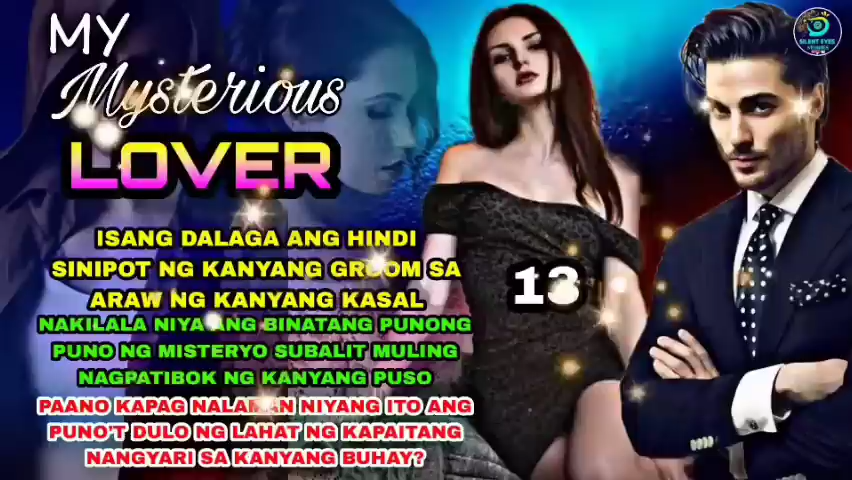 MY
Mysterious
LOVER
ISANG DALAGA ANG HINDI
SINIPOT NG KANYANG GROOM SA
ARAW NG KANYANG KASAL
NAKILALA NIYA ANG BINATANG PUNONG
PUNO NG MISTERYO SUBALIT MULING
NAGPATIBOK NG KANYANG PUSO
PAANO KAPAG NALAMAN NIYANG ITO ANG
PUNO'T DULO NG LAHAT NG KAPAITANG
NANGYARI SA KANYANG BUHAY?
13
SILENT EYES